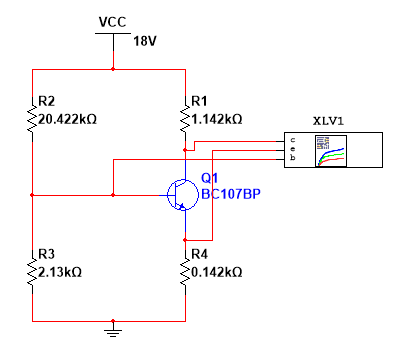 VCC
18V
R2
20.422kΩ
R1
1.142kΩ
XLV1
c
e
b
Q1
BC107BP
R3
2.13kΩ
R4
0.142kΩ